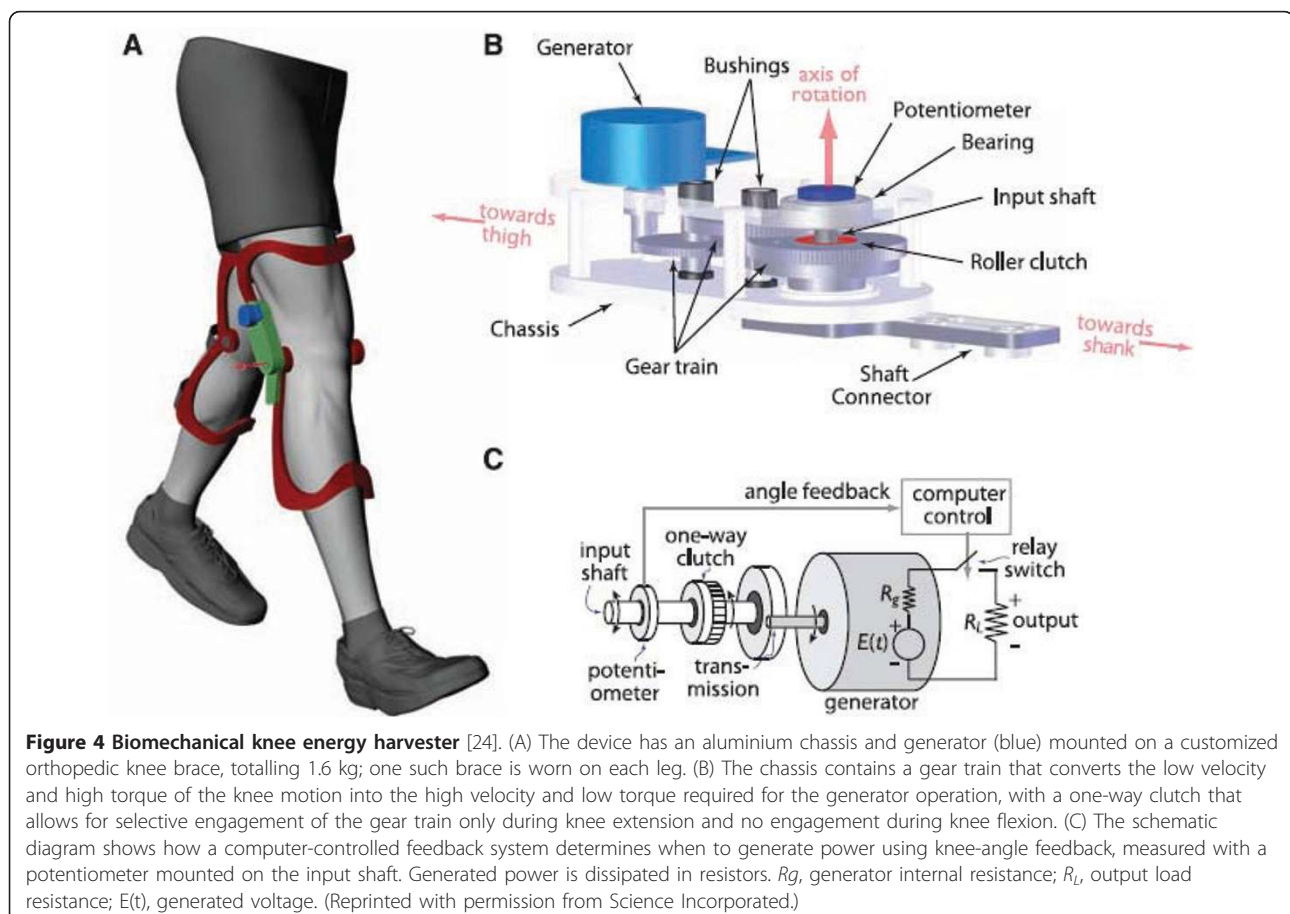 A
B
Generator
Bushings
axis of
rotation
Potentiometer
Bearing
Input shaft
Roller clutch
towards
thigh
Chassis
Gear train
Shaft
Connector
towards
shank
C
angle feedback
computer
control
one-way
clutch
input
shaft
relay
switch
Rg
+
E(t)
-
RL
+
output
-
potenti-
ometer
trans-
mission
generator
Figure 4 Biomechanical knee energy harvester [24]. (A) The device has an aluminium chassis and generator (blue) mounted on a customized
orthopedic knee brace, totalling 1.6 kg; one such brace is worn on each leg. (B) The chassis contains a gear train that converts the low velocity
and high torque of the knee motion into the high velocity and low torque required for the generator operation, with a one-way clutch that
allows for selective engagement of the gear train only during knee extension and no engagement during knee flexion. (C) The schematic
diagram shows how a computer-controlled feedback system determines when to generate power using knee-angle feedback, measured with a
potentiometer mounted on the input shaft. Generated power is dissipated in resistors. Rg, generator internal resistance; RL, output load
resistance; E(t), generated voltage. (Reprinted with permission from Science Incorporated.)